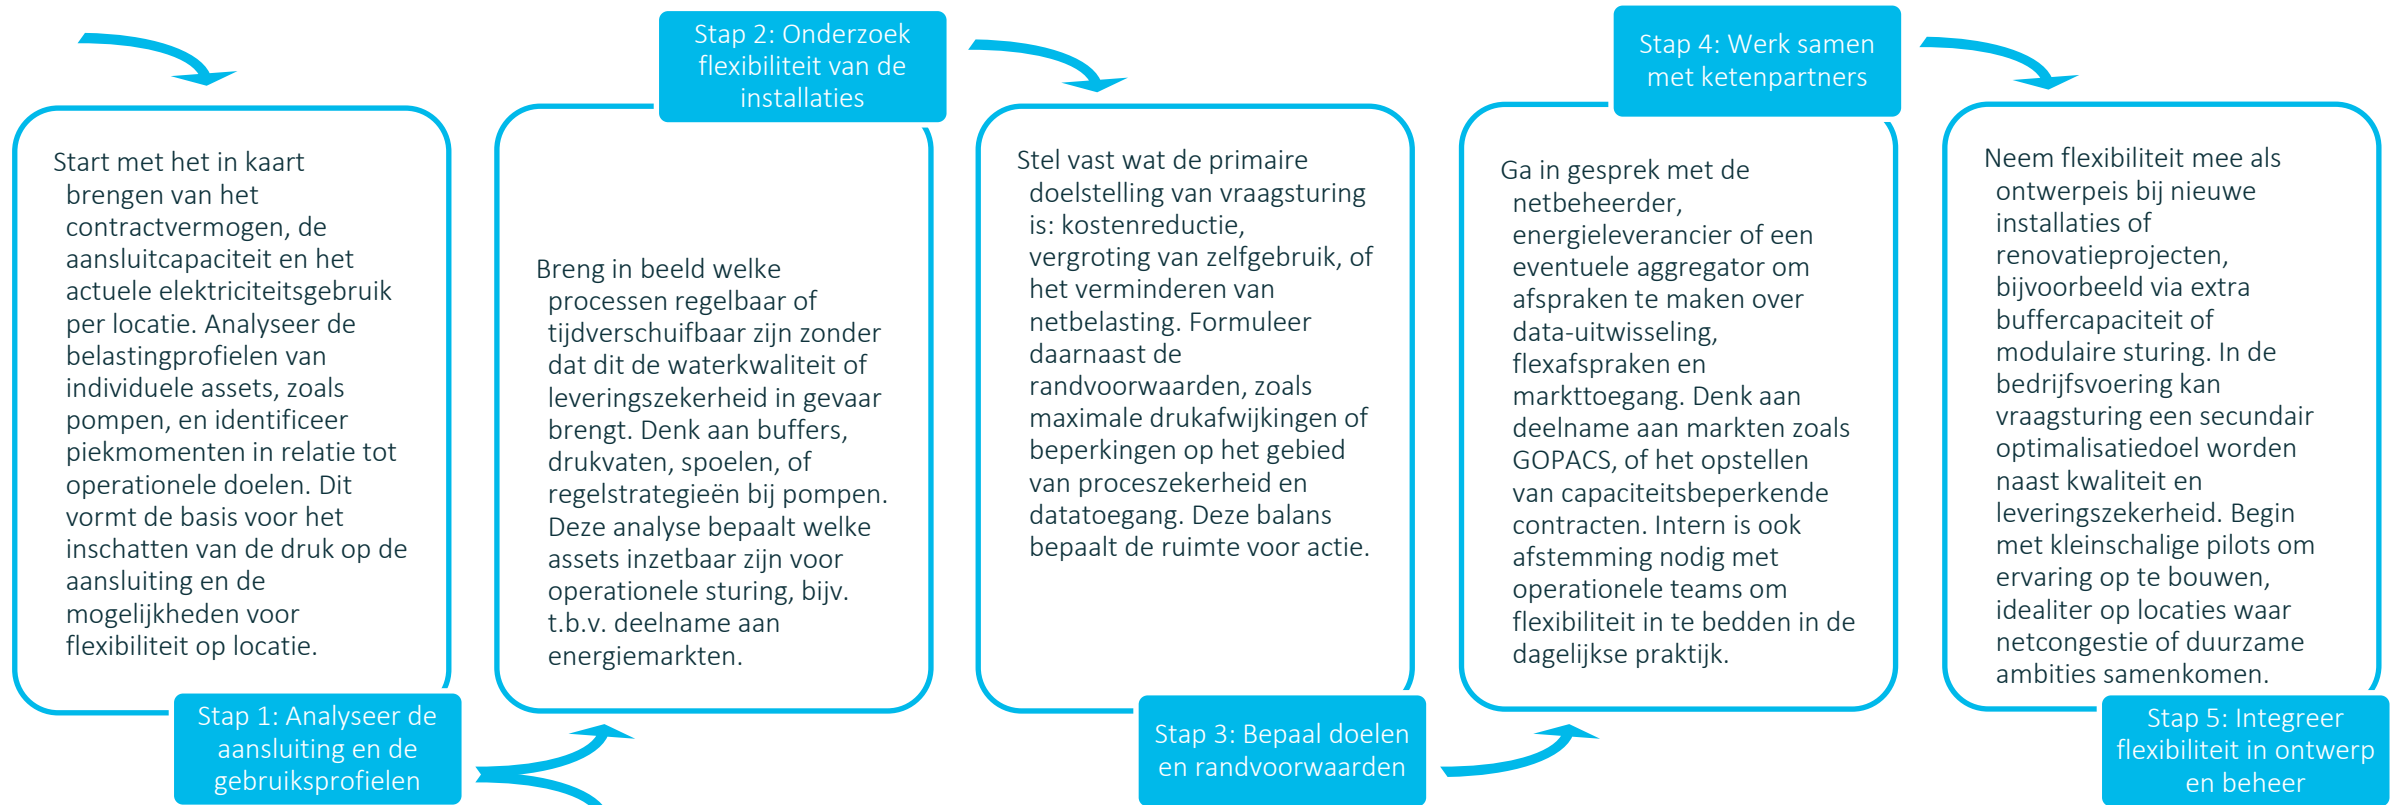 Start met het in kaart
brengen van het
contractvermogen, de
aansluitcapaciteit en het
actuele elektriciteitsgebruik
per locatie. Analyseer de
belastingprofielen van
individuele assets, zoals
pompen, en identificeer
piekmomenten in relatie tot
operationele doelen. Dit
vormt de basis voor het
inschatten van de druk op de
aansluiting en de
mogelijkheden voor
flexibiliteit op locatie.
Stap 1: Analyseer de
aansluiting en de
gebruiksprofielen
Stap 2: Onderzoek
flexibiliteit van de
installaties
Breng in beeld welke
processen regelbaar of
tijdverschuifbaar zijn zonder
dat dit de waterkwaliteit of
leveringszekerheid in gevaar
brengt. Denk aan buffers,
drukvaten, spoelen, of
regelstrategieën bij pompen.
Deze analyse bepaalt welke
assets inzetbaar zijn voor
operationele sturing, bijv.
t.b.v. deelname aan
energiemarkten.
Stel vast wat de primaire
doelstelling van vraagsturing
is: kostenreductie,
vergroting van zelfgebruik, of
het verminderen van
netbelasting. Formuleer
daarnaast de
randvoorwaarden, zoals
maximale drukafwijkingen of
beperkingen op het gebied
van proceszekerheid en
datatoegang. Deze balans
bepaalt de ruimte voor actie.
Stap 3: Bepaal doelen
en randvoorwaarden
Stap 4: Werk samen
met ketenpartners
Ga in gesprek met de
netbeheerder,
energieleverancier of een
eventuele aggregator om
afspraken te maken over
data-uitwisseling,
flexafspraken en
markttoegang. Denk aan
deelname aan markten zoals
GOPACS, of het opstellen
van capaciteitsbeperkende
contracten. Intern is ook
afstemming nodig met
operationele teams om
flexibiliteit in te bedden in de
dagelijkse praktijk.
Neem flexibiliteit mee als
ontwerpeis bij nieuwe
installaties of
renovatieprojecten,
bijvoorbeeld via extra
buffercapaciteit of
modulaire sturing. In de
bedrijfsvoering kan
vraagsturing een secundair
optimalisatiedoel worden
naast kwaliteit en
leveringszekerheid. Begin
met kleinschalige pilots om
ervaring op te bouwen,
idealiter op locaties waar
netcongestie of duurzame
ambities samenkomen.
Stap 5: Integreer
flexibiliteit in ontwerp
en beheer